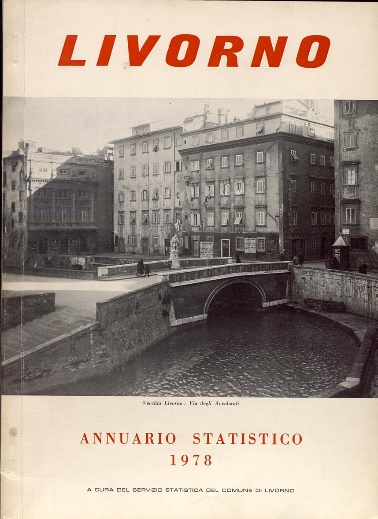 LIVORNO
Vecchia Livorno: Via degli Avvalorati
ANNUARIO STATISTICO
1978
A CURA DEL SERVIZIO STATISTICA DEL COMUNE DI LIVORNO